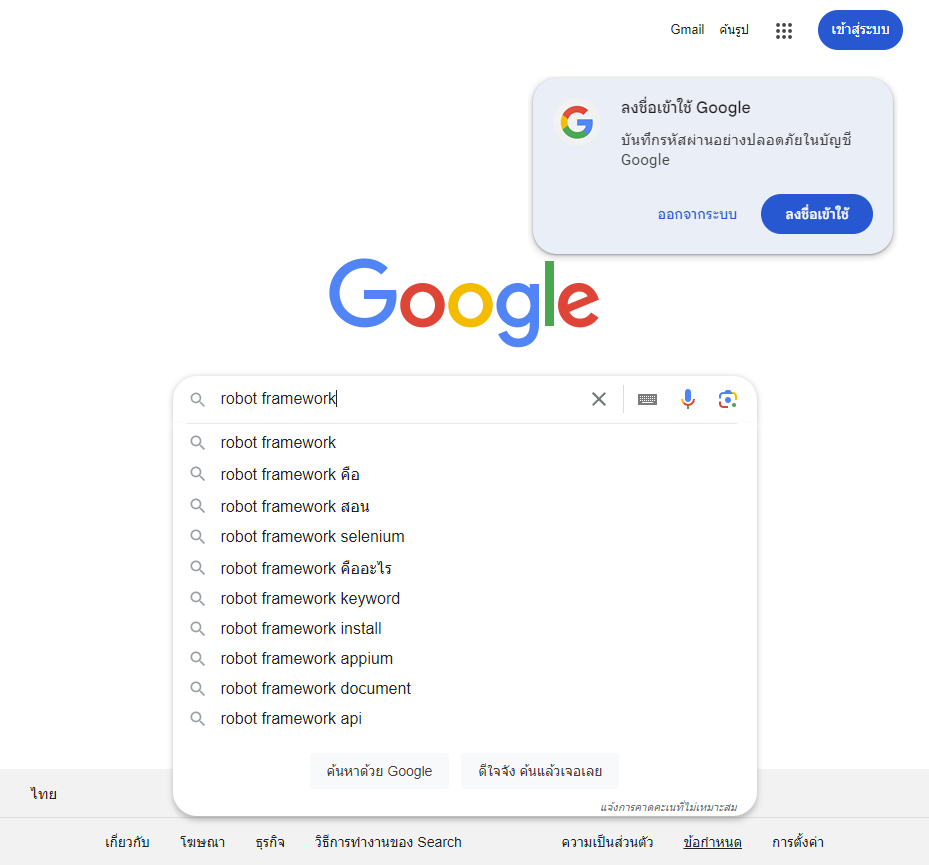 Gmail ค้นรูป เข้าสู่ระบบ
ลงชื่อเข้าใช้ Google
บันทึกรหัสผ่านอย่างปลอดภัยในบัญชี
Google
ออกจากระบบ ลงชื่อเข้าใช้
Google
robot framework
robot framework
robot framework คือ
robot framework สอน
robot framework selenium
robot framework คืออะไร
robot framework keyword
robot framework install
robot framework appium
robot framework document
robot framework api
ค้นหาด้วย Google ดีใจจัง ค้นแล้วเจอเลย
แจ้งการคาดคะเนที่ไม่เหมาะสม
ไทย
เกี่ยวกับ โฆษณา ธุรกิจ วิธีการทำงานของ Search ความเป็นส่วนตัว ข้อกำหนด การตั้งค่า